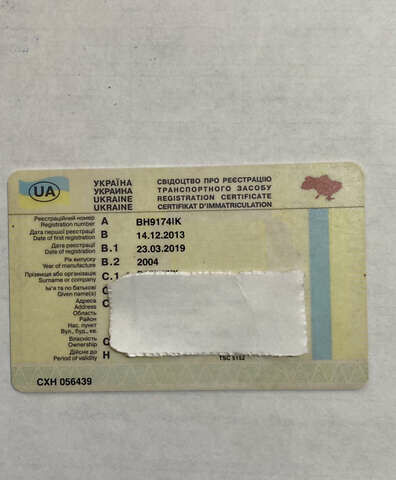 UA
УКРАЇНА СВІДОЦТВО ПРО РЕЄСТРАЦІЮ
УКРАИНА ТРАНСПОРТНОГО ЗАСОБУ
UKRAINE REGISTRATION CERTIFICATE
UKRAINE CERTIFIKAT D'IMMATRICULATION
Реєстраційний номер A BH9174IK
Registration number
Дата першої реєстрації B 14.12.2013
Date of first registration
Дата реєстрації B.1 23.03.2019
Date of registration
Рік випуску B.2 2004
Year of manufacture
Прізвище або організація C.1
Surname or company
Ім'я та по батькові
Given name(s)
Адреса
Address
Область
Район
Нас. пункт
Вул., буд., кв.
Власність
Ownership
Дійсне до H
Period of validity TSC 5152
СХН 056439